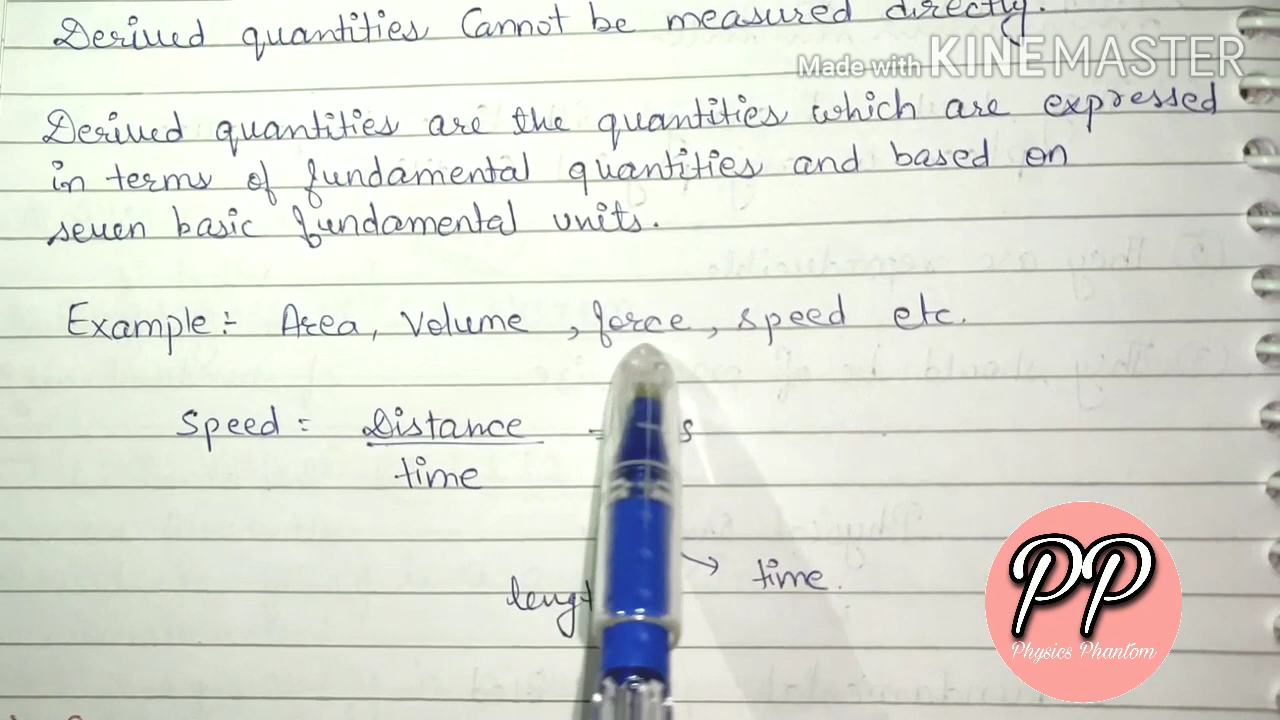 Derived quantities Cannot be measured directly.
Made with KINEMASTER
Derived quantities are the quantities which are expressed
in terms of fundamental quantities and based on
seven basic fundamental units.
Example:- Area, Volume, force, speed etc.
Speed = Distance = s
time
time.
PP
Physics Phantom